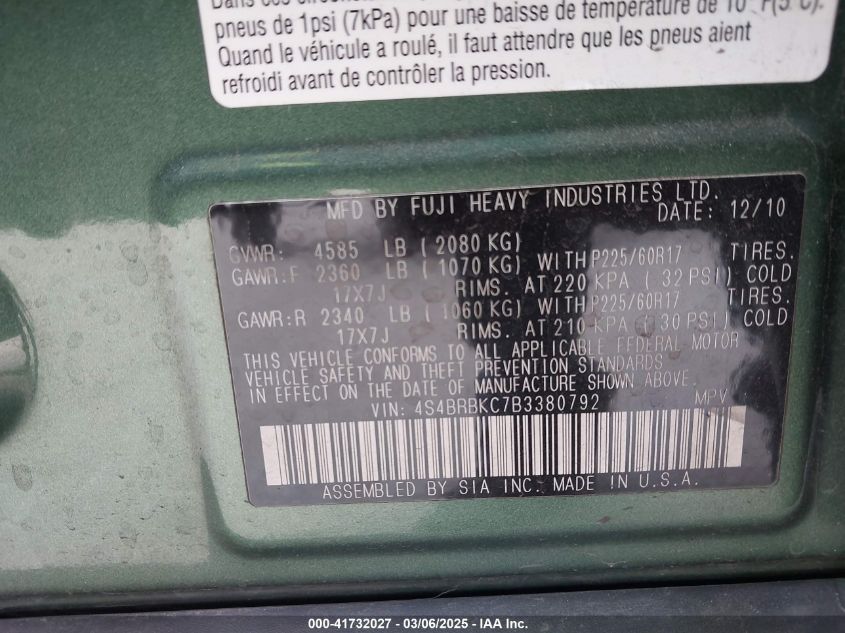 pneus de 1psi (7kPa) pour une baisse de température de 10°F(5°C).
Quand le véhicule a roulé, il faut attendre que les pneus aient
refroidi avant de contrôler la pression.
MFD BY FUJI HEAVY INDUSTRIES LTD.
DATE: 12/10
GVWR: 4585 LB ( 2080 KG)
GAWR:F 2360 LB ( 1070 KG) WITH P225/60R17 TIRES.
17X7J RIMS. AT 220 KPA ( 32 PSI) COLD
GAWR:R 2340 LB ( 1060 KG) WITH P225/60R17 TIRES.
17X7J RIMS. AT 210 KPA ( 30 PSI) COLD
THIS VEHICLE CONFORMS TO ALL APPLICABLE FEDERAL MOTOR
VEHICLE SAFETY AND THEFT PREVENTION STANDARDS
IN EFFECT ON THE DATE OF MANUFACTURE SHOWN ABOVE.
VIN: 4S4BRBKC7B3380792 MPV
ASSEMBLED BY SIA INC. MADE IN U.S.A.
000-41732027 - 03/06/2025 - IAA Inc.